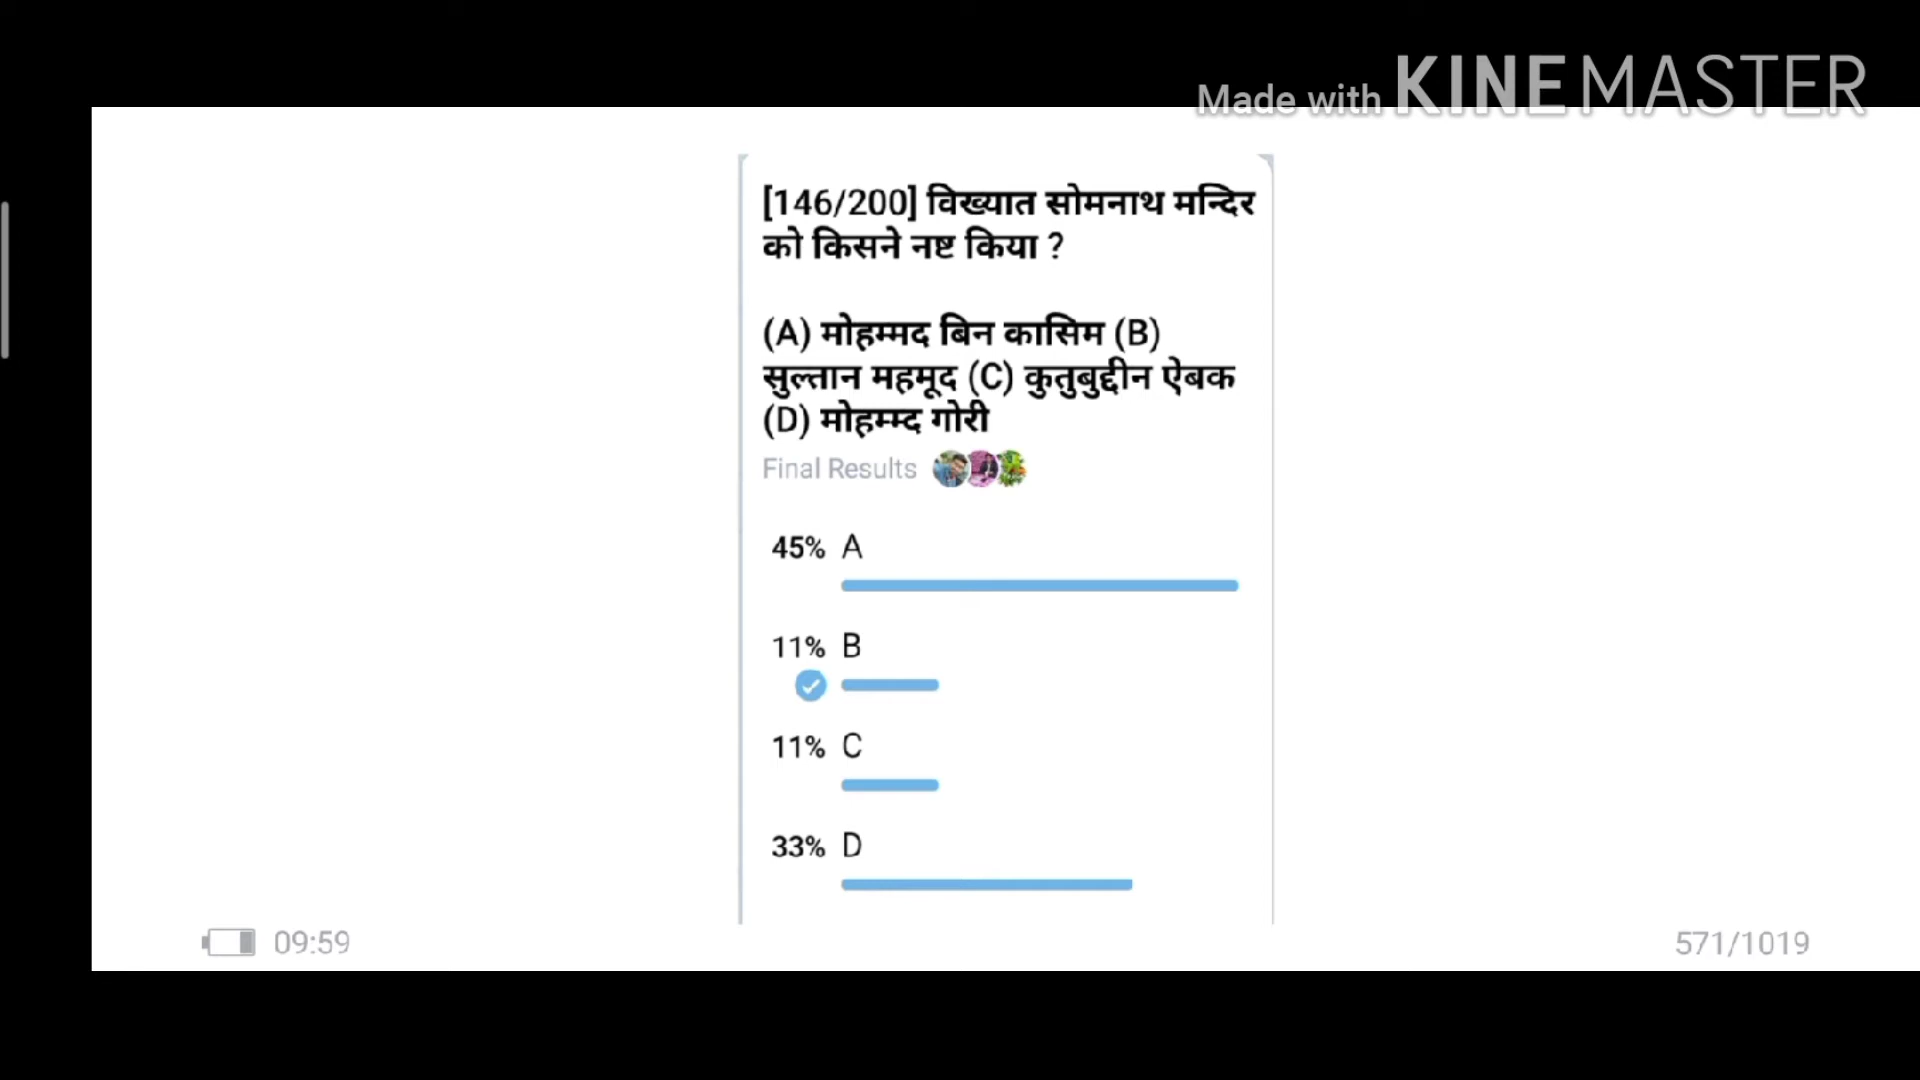 Made with KINEMASTER
[146/200] विख्यात सोमनाथ मन्दिर
को किसने नष्ट किया ?
(A) मोहम्मद बिन कासिम (B)
सुल्तान महमूद (C) कुतुबुद्दीन ऐबक
(D) मोहम्म्द गोरी
Final Results
45% A
11% B
11% C
33% D
09:59
571/1019